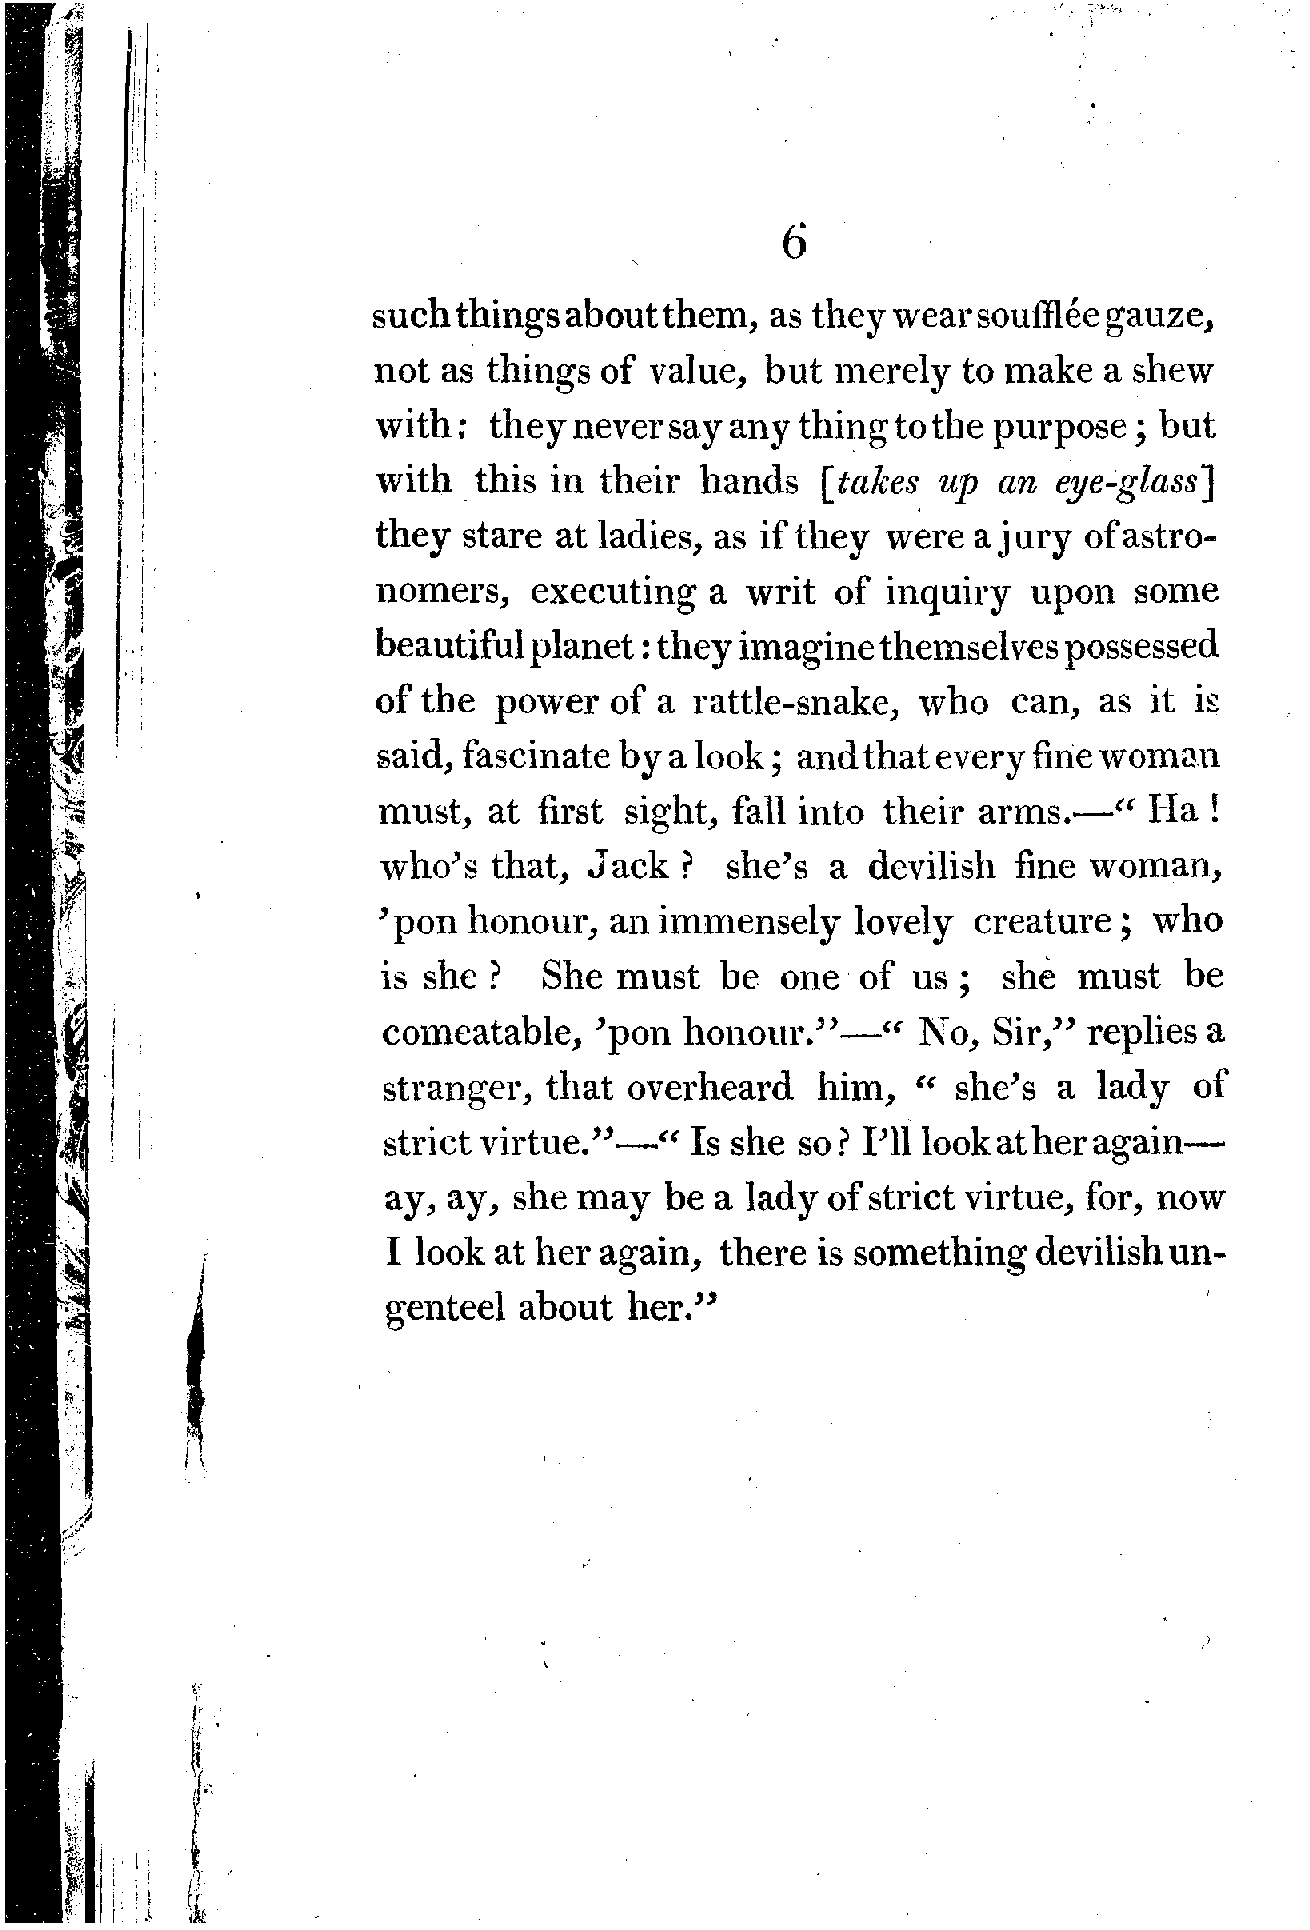 6
such things about them, as they wear soufflée gauze,
not as things of value, but merely to make a shew
with: they never say any thing to the purpose; but
with this in their hands [takes up an eye-glass]
they stare at ladies, as if they were a jury of astro-
nomers, executing a writ of inquiry upon some
beautiful planet: they imagine themselves possessed
of the power of a rattle-snake, who can, as it is
said, fascinate by a look; and that every fine woman
must, at first sight, fall into their arms.—“ Ha !
who’s that, Jack ? she’s a devilish fine woman,
’pon honour, an immensely lovely creature; who
is she ? She must be one of us; she must be
comeatable, ’pon honour.”—“ No, Sir,” replies a
stranger, that overheard him, “ she’s a lady of
strict virtue.”—“ Is she so? I’ll look at her again—
ay, ay, she may be a lady of strict virtue, for, now
I look at her again, there is something devilish un-
genteel about her.”